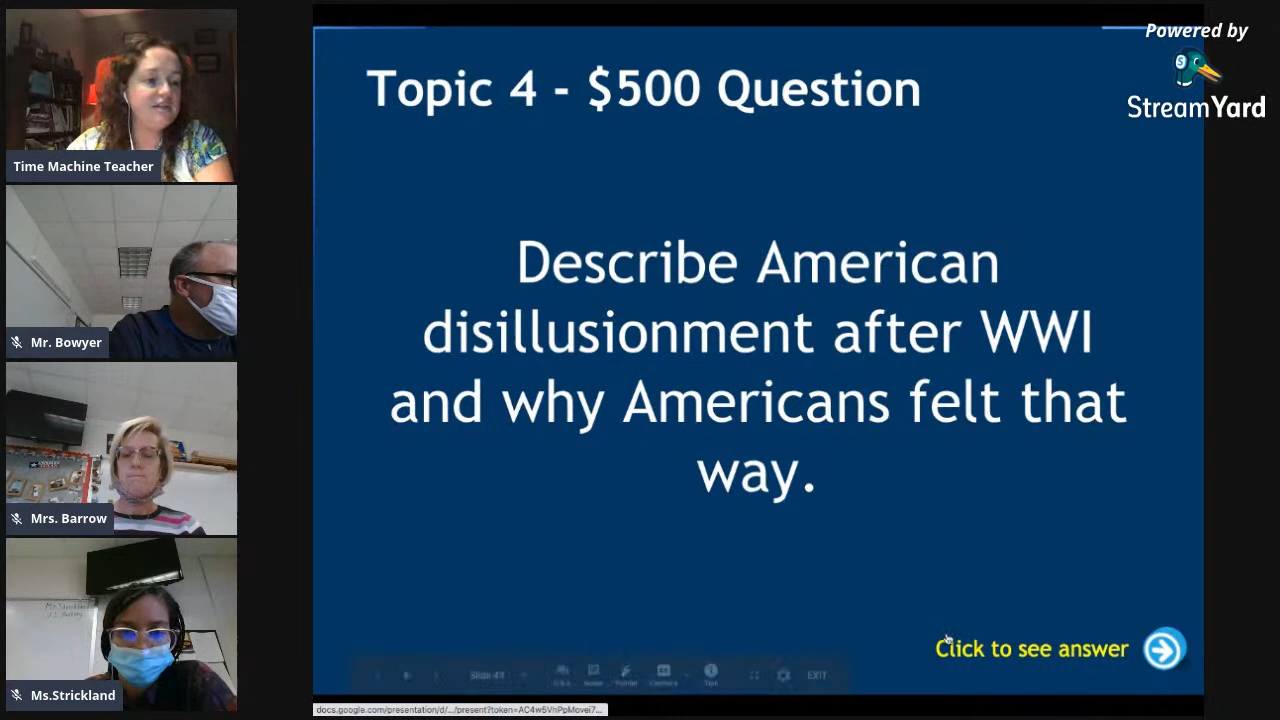 Time Machine Teacher
Mr. Bowyer
Mrs. Barrow
Ms.Strickland
Topic 4 - $500 Question
Describe American
disillusionment after WWI
and why Americans felt that
way.
Click to see answer
EXIT
Powered by
StreamYard